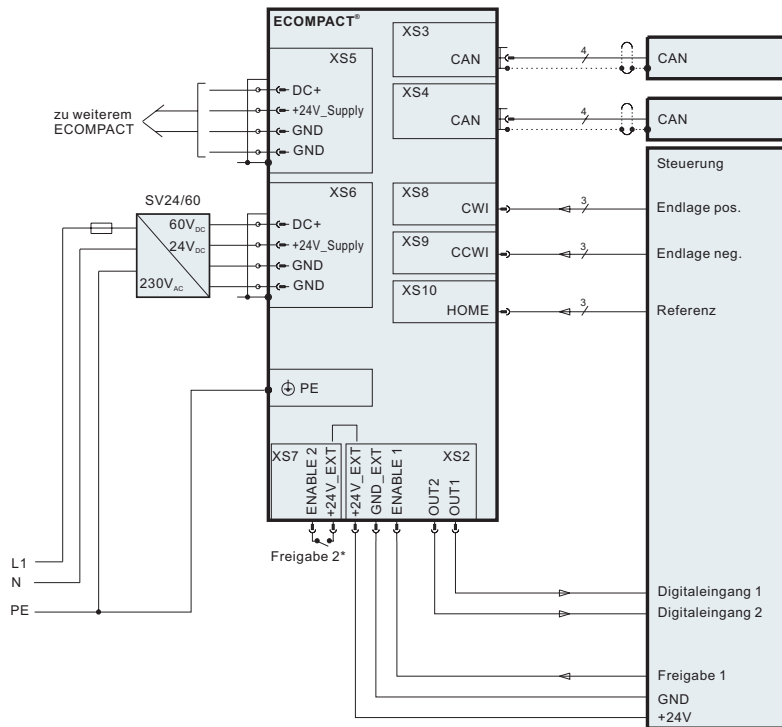 ECOMPACT®
XS5
DC+
+24V_Supply
GND
GND
zu weiterem
ECOMPACT
XS3
CAN
4
CAN
XS4
CAN
4
CAN
Steuerung
SV24/60
60VDC
24VDC
230VAC
XS6
DC+
+24V_Supply
GND
GND
XS8
CWI
3
Endlage pos.
XS9
CCWI
3
Endlage neg.
XS10
HOME
3
Referenz
PE
XS7
ENABLE 2
+24V_EXT
+24V_EXT
GND_EXT
ENABLE 1
OUT2
OUT1
XS2
Freigabe 2*
L1
N
PE
Digitaleingang 1
Digitaleingang 2
Freigabe 1
GND
+24V